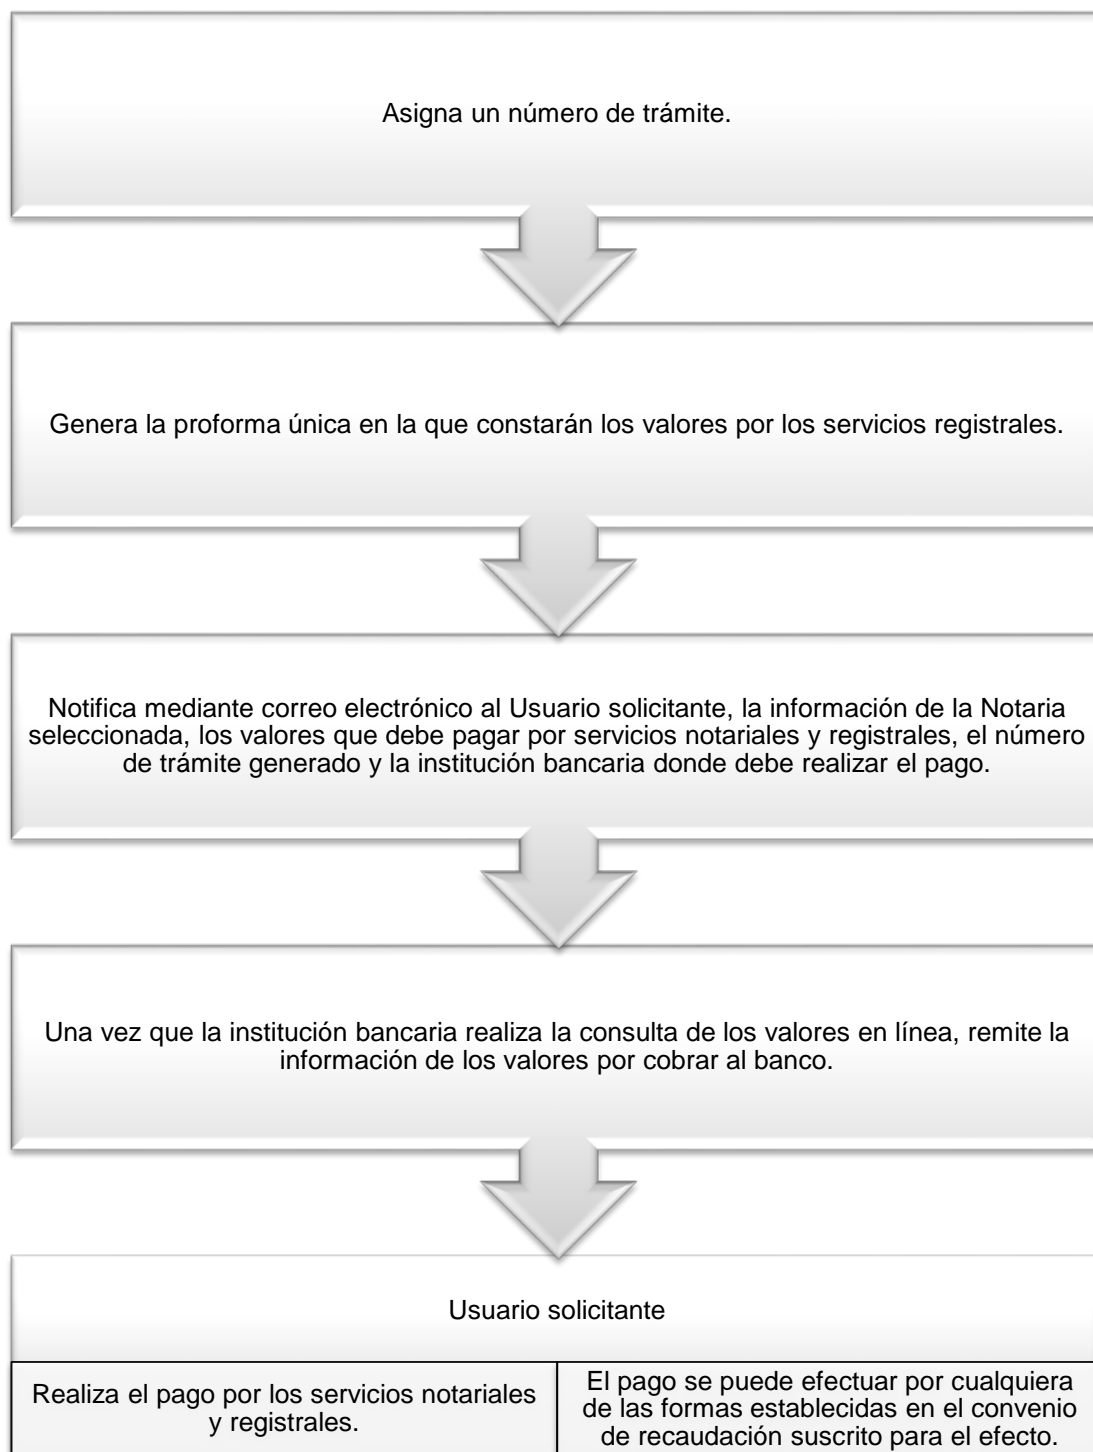 Asigna un número de trámite.
Genera la proforma única en la que constarán los valores por los servicios registrales.
Notifica mediante correo electrónico al Usuario solicitante, la información de la Notaria
seleccionada, los valores que debe pagar por servicios notariales y registrales, el número
de trámite generado y la institución bancaria donde debe realizar el pago.
Una vez que la institución bancaria realiza la consulta de los valores en línea, remite la
información de los valores por cobrar al banco.
Usuario solicitante
Realiza el pago por los servicios notariales
y registrales.
El pago se puede efectuar por cualquiera
de las formas establecidas en el convenio
de recaudación suscrito para el efecto.